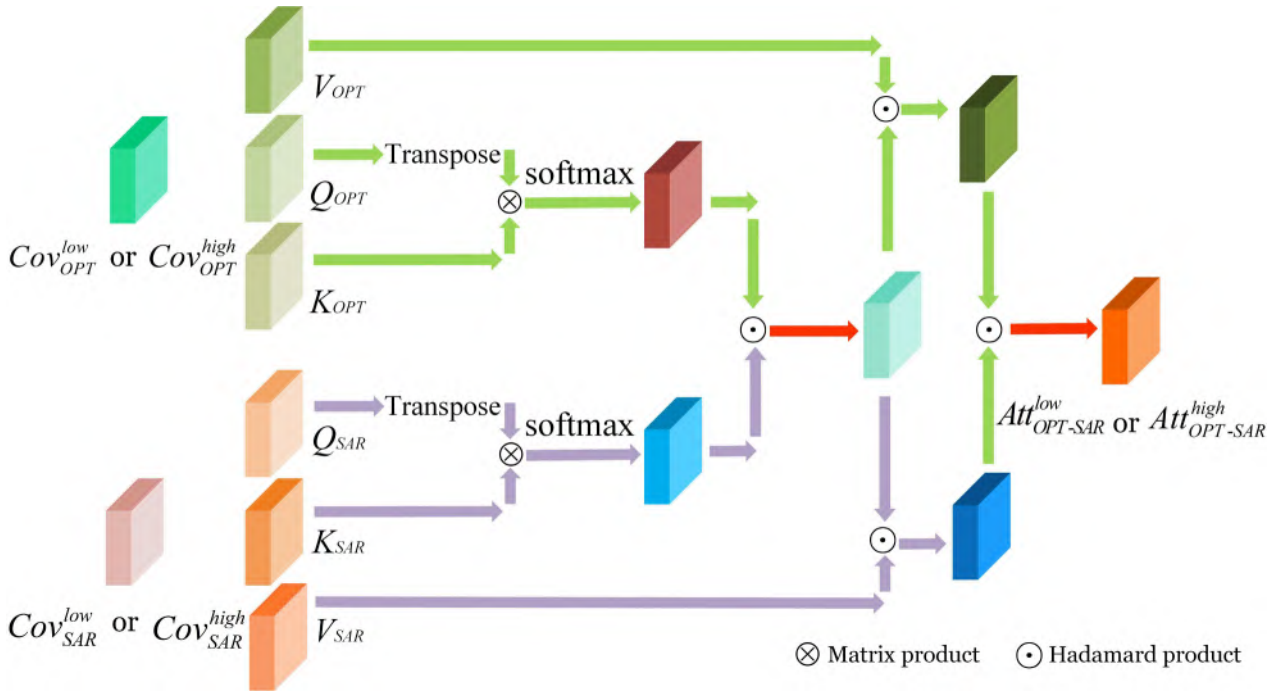 V_OPT
Transpose
softmax
Q_OPT
⊗
Cov_OPT^low or Cov_OPT^high
K_OPT
Transpose
softmax
Q_SAR
⊗
Att_OPT-SAR^low or Att_OPT-SAR^high
K_SAR
Cov_SAR^low or Cov_SAR^high
V_SAR
⊗ Matrix product ⊙ Hadamard product